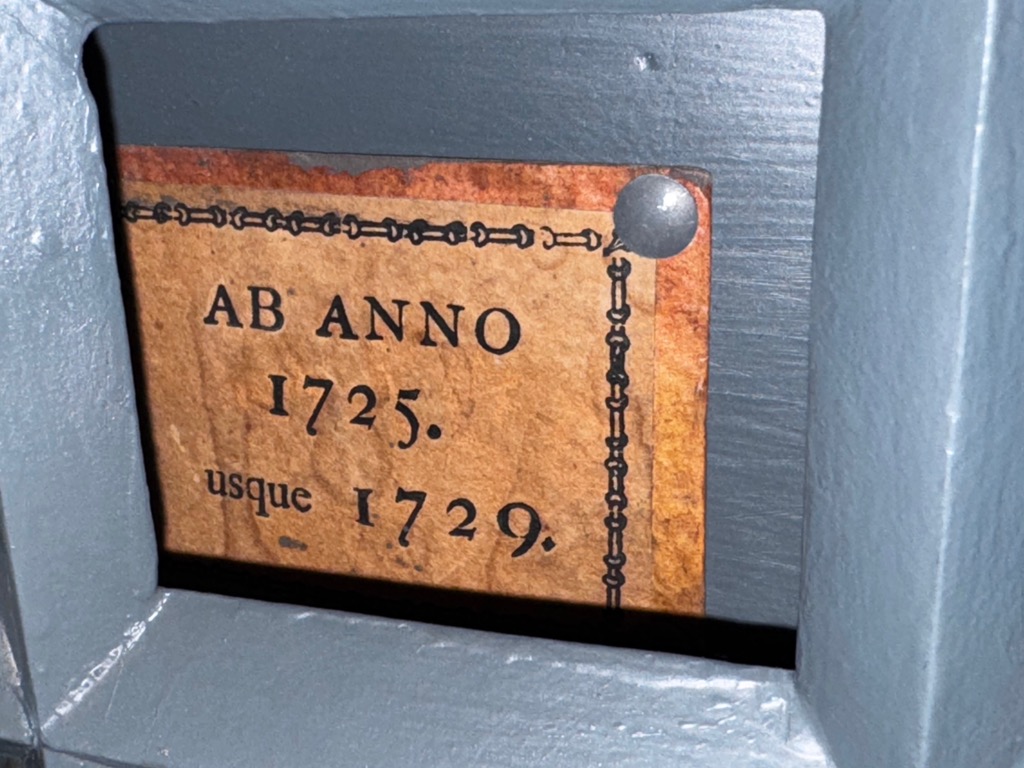 AB ANNO
1725.
usque 1729.